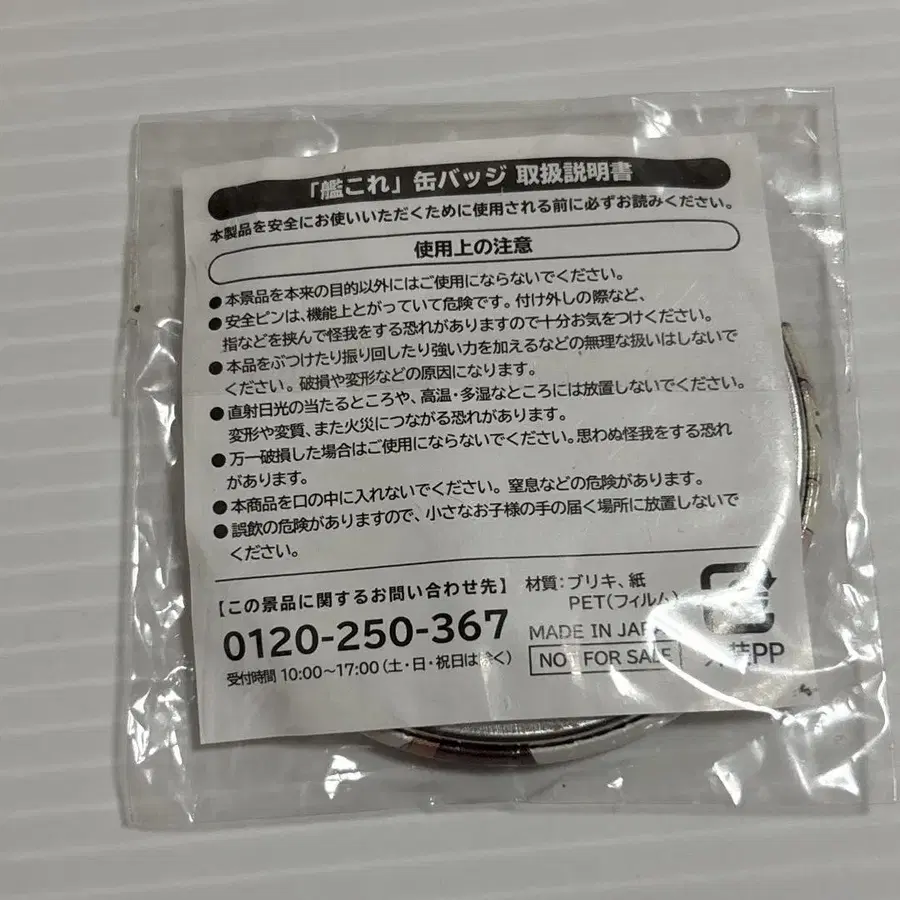 「艦これ」缶バッジ 取扱説明書
本製品を安全にお使いいただくために使用される前に必ずお読みください。
使用上の注意
●本景品を本来の目的以外にはご使用にならないでください。
●安全ピンは、機能上とがっていて危険です。付け外しの際など、
指などを挟んで怪我をする恐れがありますので十分お気をつけください。
●本品をぶつけたり振り回したり強い力を加えるなどの無理な扱いはしないで
ください。破損や変形などの原因になります。
●直射日光の当たるところや、高温・多湿なところには放置しないでください。
変形や変質、また火災につながる恐れがあります。
●万一破損した場合はご使用にならないでください。思わぬ怪我をする恐れ
があります。
●本商品を口の中に入れないでください。窒息などの危険があります。
●誤飲の危険がありますので、小さなお子様の手の届く場所に放置しないで
ください。
【この景品に関するお問い合わせ先】
0120-250-367
受付時間 10:00～17:00（土・日・祝日は除く）
材質：ブリキ、紙
PET（フィルム）
MADE IN JAPAN
NOT FOR SALE
外装PP